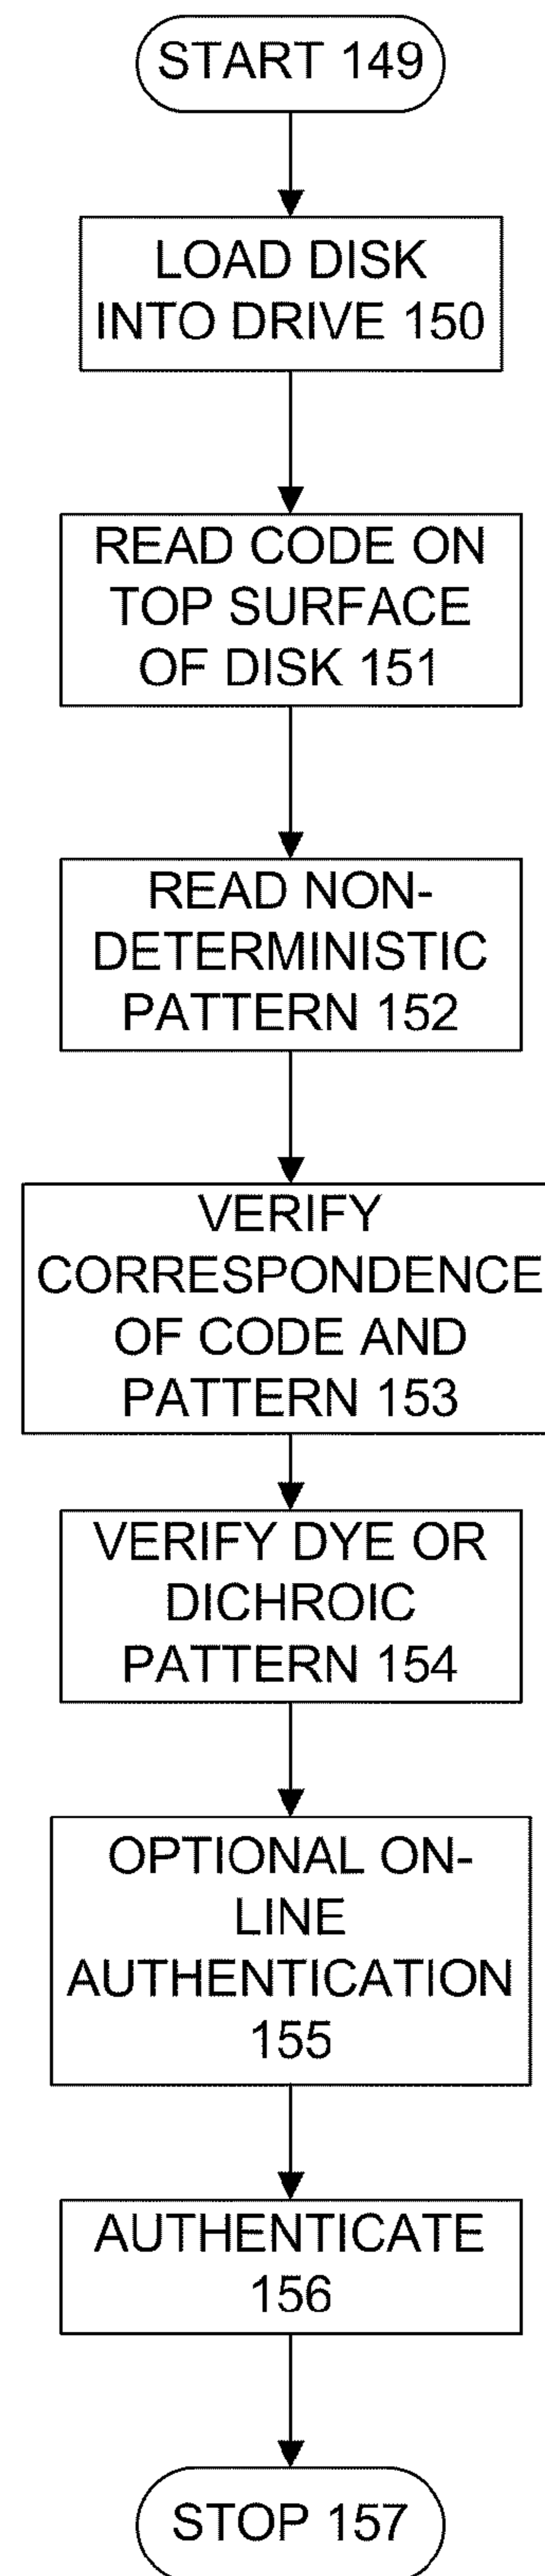 START 149
LOAD DISK
INTO DRIVE 150
READ CODE ON
TOP SURFACE
OF DISK 151
READ NON-
DETERMINISTIC
PATTERN 152
VERIFY
CORRESPONDENCE
OF CODE AND
PATTERN 153
VERIFY DYE OR
DICHROIC
PATTERN 154
OPTIONAL ON-
LINE
AUTHENTICATION
155
AUTHENTICATE
156
STOP 157